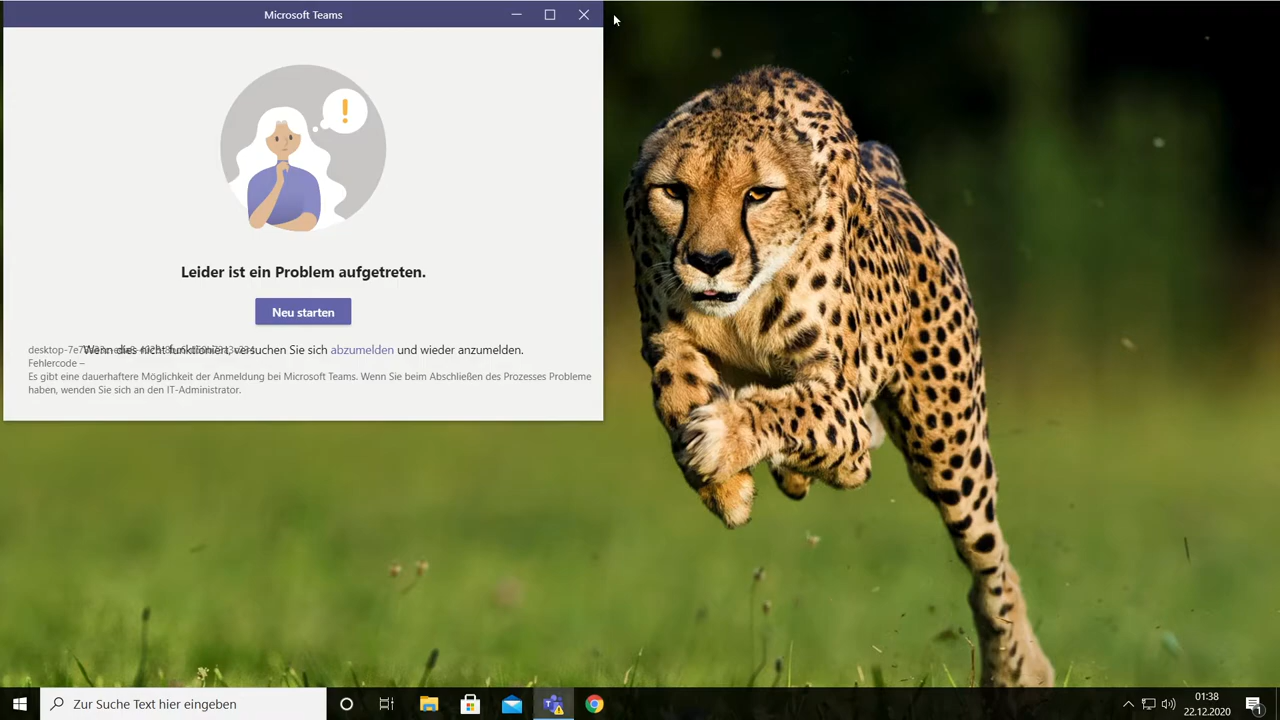 Microsoft Teams
!
Leider ist ein Problem aufgetreten.
Neu starten
Wenn dies nicht funktioniert, versuchen Sie sich abzumelden und wieder anzumelden.
Fehlercode –
Es gibt eine dauerhaftere Möglichkeit der Anmeldung bei Microsoft Teams. Wenn Sie beim Abschließen des Prozesses Probleme
haben, wenden Sie sich an den IT-Administrator.
Zur Suche Text hier eingeben
01:38
22.12.2020
1